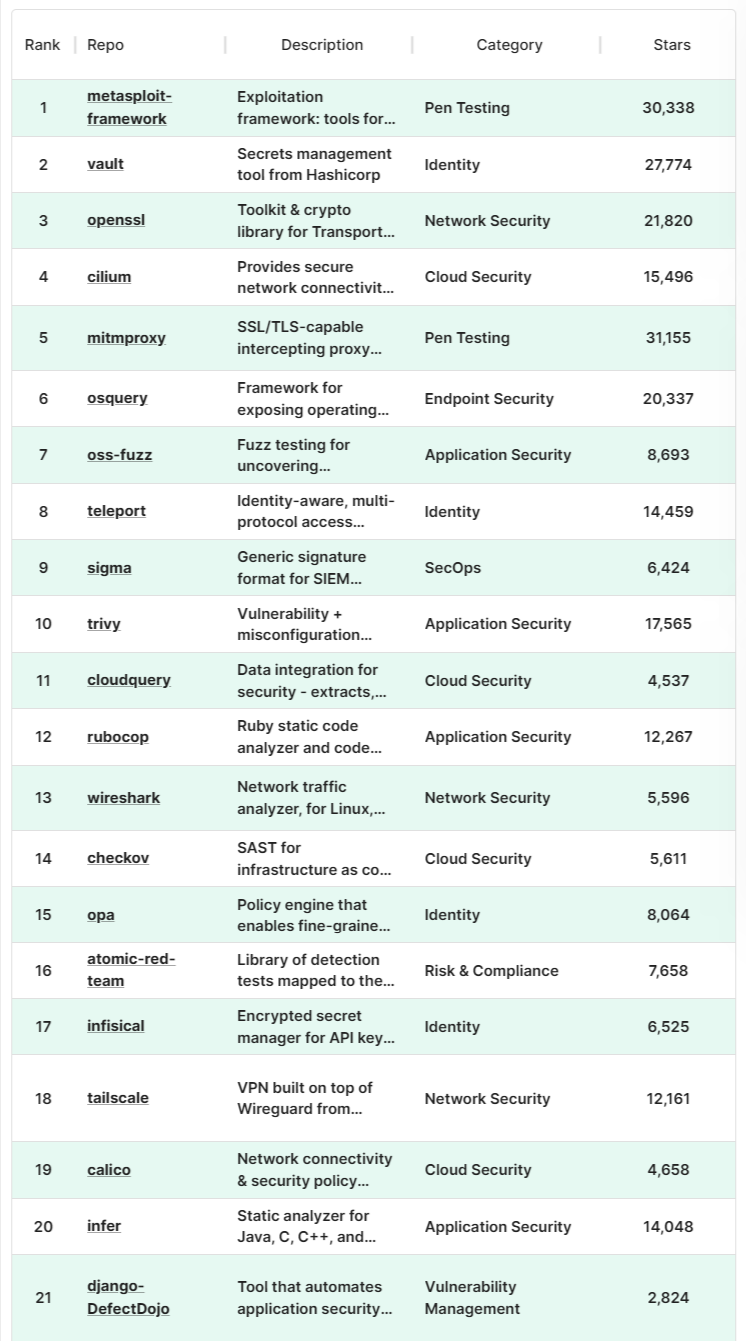 Rank Repo Description Category Stars
1 metasploit-framework Exploitation framework: tools for... Pen Testing 30,338
2 vault Secrets management tool from Hashicorp Identity 27,774
3 openssl Toolkit & crypto library for Transport... Network Security 21,820
4 cilium Provides secure network connectivit... Cloud Security 15,496
5 mitmproxy SSL/TLS-capable intercepting proxy... Pen Testing 31,155
6 osquery Framework for exposing operating... Endpoint Security 20,337
7 oss-fuzz Fuzz testing for uncovering... Application Security 8,693
8 teleport Identity-aware, multi-protocol access... Identity 14,459
9 sigma Generic signature format for SIEM... SecOps 6,424
10 trivy Vulnerability + misconfiguration... Application Security 17,565
11 cloudquery Data integration for security - extracts,... Cloud Security 4,537
12 rubocop Ruby static code analyzer and code... Application Security 12,267
13 wireshark Network traffic analyzer, for Linux,... Network Security 5,596
14 checkov SAST for infrastructure as co... Cloud Security 5,611
15 opa Policy engine that enables fine-graine... Identity 8,064
16 atomic-red-team Library of detection tests mapped to the... Risk & Compliance 7,658
17 infisical Encrypted secret manager for API key... Identity 6,525
18 tailscale VPN built on top of Wireguard from... Network Security 12,161
19 calico Network connectivity & security policy... Cloud Security 4,658
20 infer Static analyzer for Java, C, C++, and... Application Security 14,048
21 django-DefectDojo Tool that automates application security... Vulnerability Management 2,824